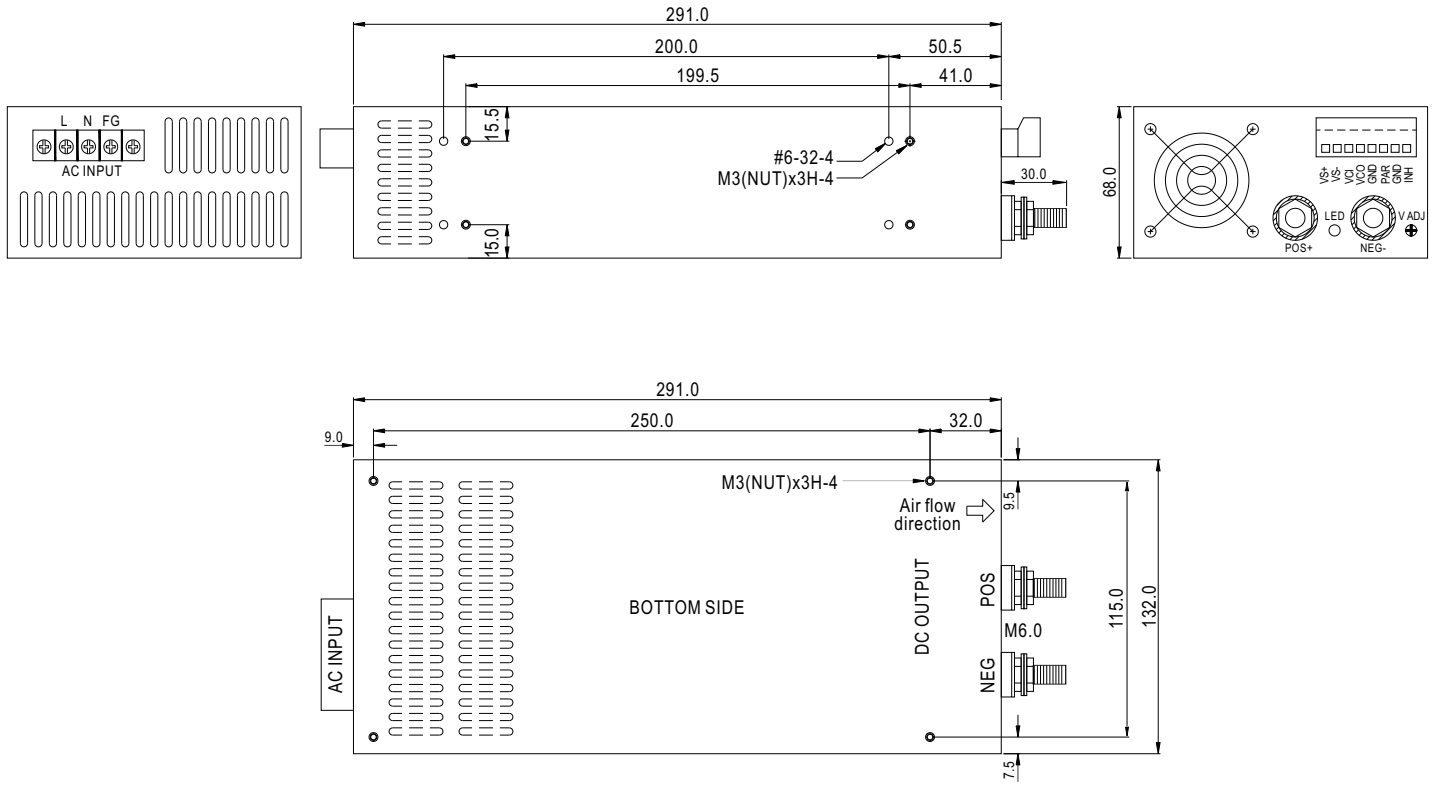 291.0
200.0
50.5
199.5
41.0
L N FG
AC INPUT
15.5
15.0
#6-32-4
M3(NUT)x3H-4
30.0
68.0
VS+
VS-
VCI
VCO
GND
PAR
GND
INH
LED
V ADJ
POS+
NEG-
291.0
250.0
32.0
9.0
M3(NUT)x3H-4
9.5
Air flow
direction
BOTTOM SIDE
AC INPUT
DC OUTPUT
POS
M6.0
NEG
115.0
132.0
7.5